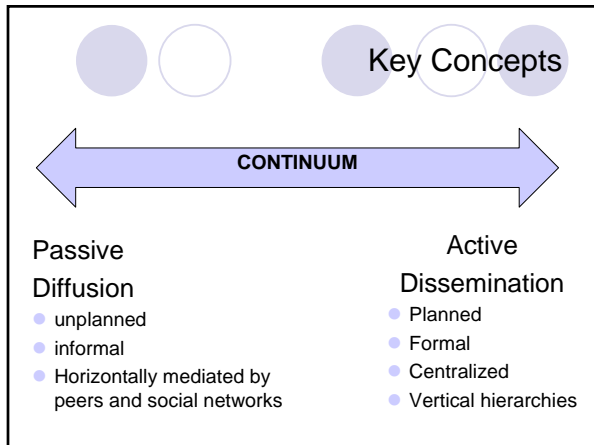 Key Concepts
CONTINUUM
Passive
Diffusion
unplanned
informal
Horizontally mediated by
peers and social networks
Active
Dissemination
Planned
Formal
Centralized
Vertical hierarchies